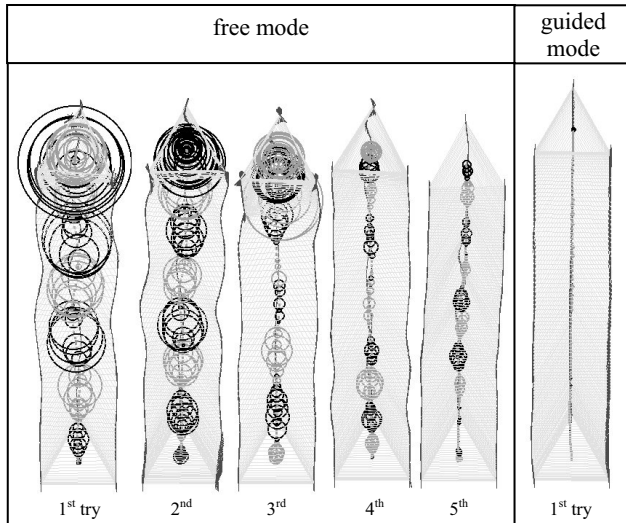 free mode
guided
mode
1st try
2nd
3rd
4th
5th
1st try